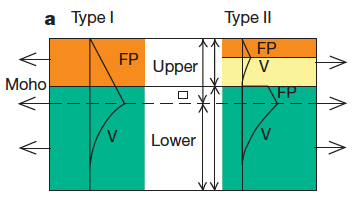 a Type I Type II
FP FP
Upper V
Moho FP
V Lower V